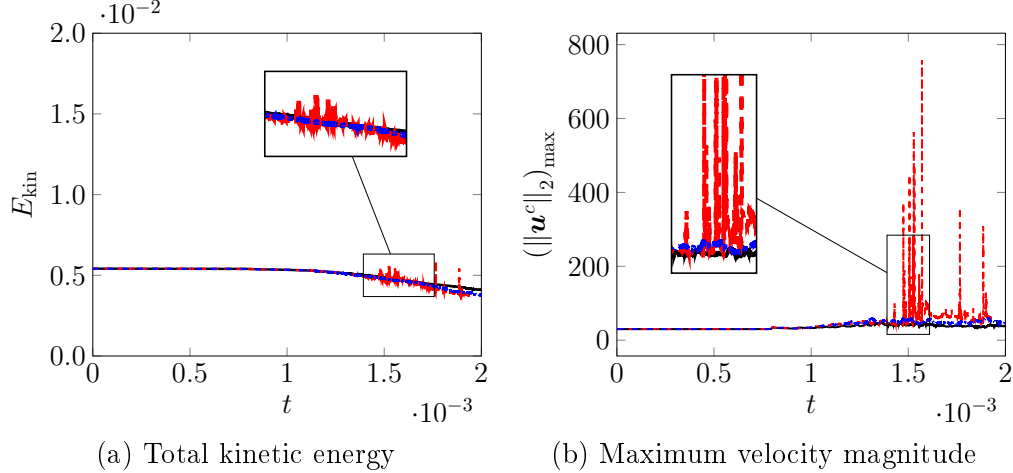 ·10⁻²
2.0
1.5
1.0
0.5
0.0
E_kin
0 0.5 1 1.5 2
t
·10⁻³
(a) Total kinetic energy
800
600
400
200
0
(‖𝒖ᶜ‖₂)_max
0 0.5 1 1.5 2
t
·10⁻³
(b) Maximum velocity magnitude